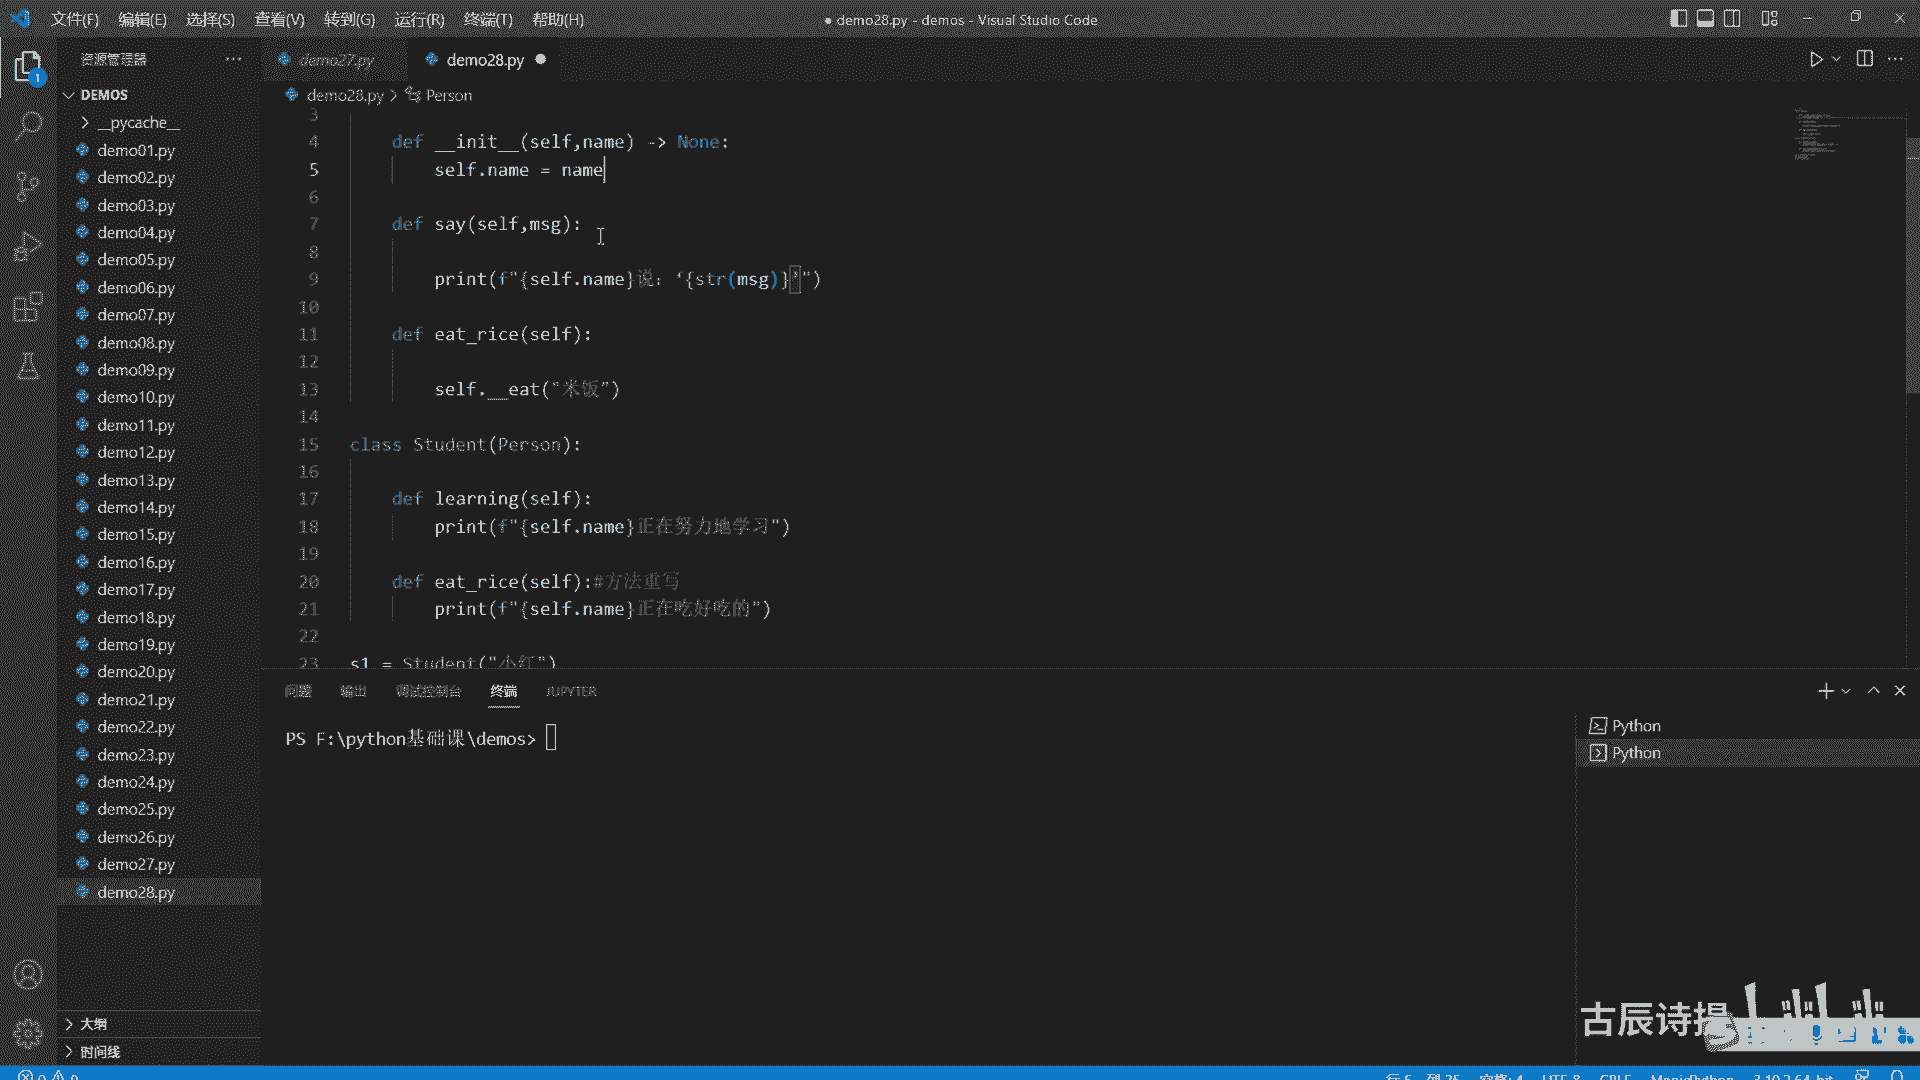 文件(F) 编辑(E) 选择(S) 查看(V) 转到(G) 运行(R) 终端(T) 帮助(H) ● demo28.py - demos - Visual Studio Code
资源管理器 ···
demo27.py demo28.py ●
DEMOS
demo28.py > Person
__pycache__
demo01.py
demo02.py
demo03.py
demo04.py
demo05.py
demo06.py
demo07.py
demo08.py
demo09.py
demo10.py
demo11.py
demo12.py
demo13.py
demo14.py
demo15.py
demo16.py
demo17.py
demo18.py
demo19.py
demo20.py
demo21.py
demo22.py
demo23.py
demo24.py
demo25.py
demo26.py
demo27.py
demo28.py
大纲
时间线
3
4 def __init__(self,name) -> None:
5 self.name = name
6
7 def say(self,msg):
8
9 print(f"{self.name}说：‘{str(msg)}’")
10
11 def eat_rice(self):
12
13 self.__eat("米饭")
14
15 class Student(Person):
16
17 def learning(self):
18 print(f"{self.name}正在努力地学习")
19
20 def eat_rice(self):#方法重写
21 print(f"{self.name}正在吃好吃的")
22
23 s1 = Student("小红")
问题 输出 调试控制台 终端 JUPYTER
PS F:\python基础课\demos>
Python
Python
古辰诗提
行 5, 列 25 空格: 4 UTF-8 CRLF MagicPython 3.10.2 64-bit